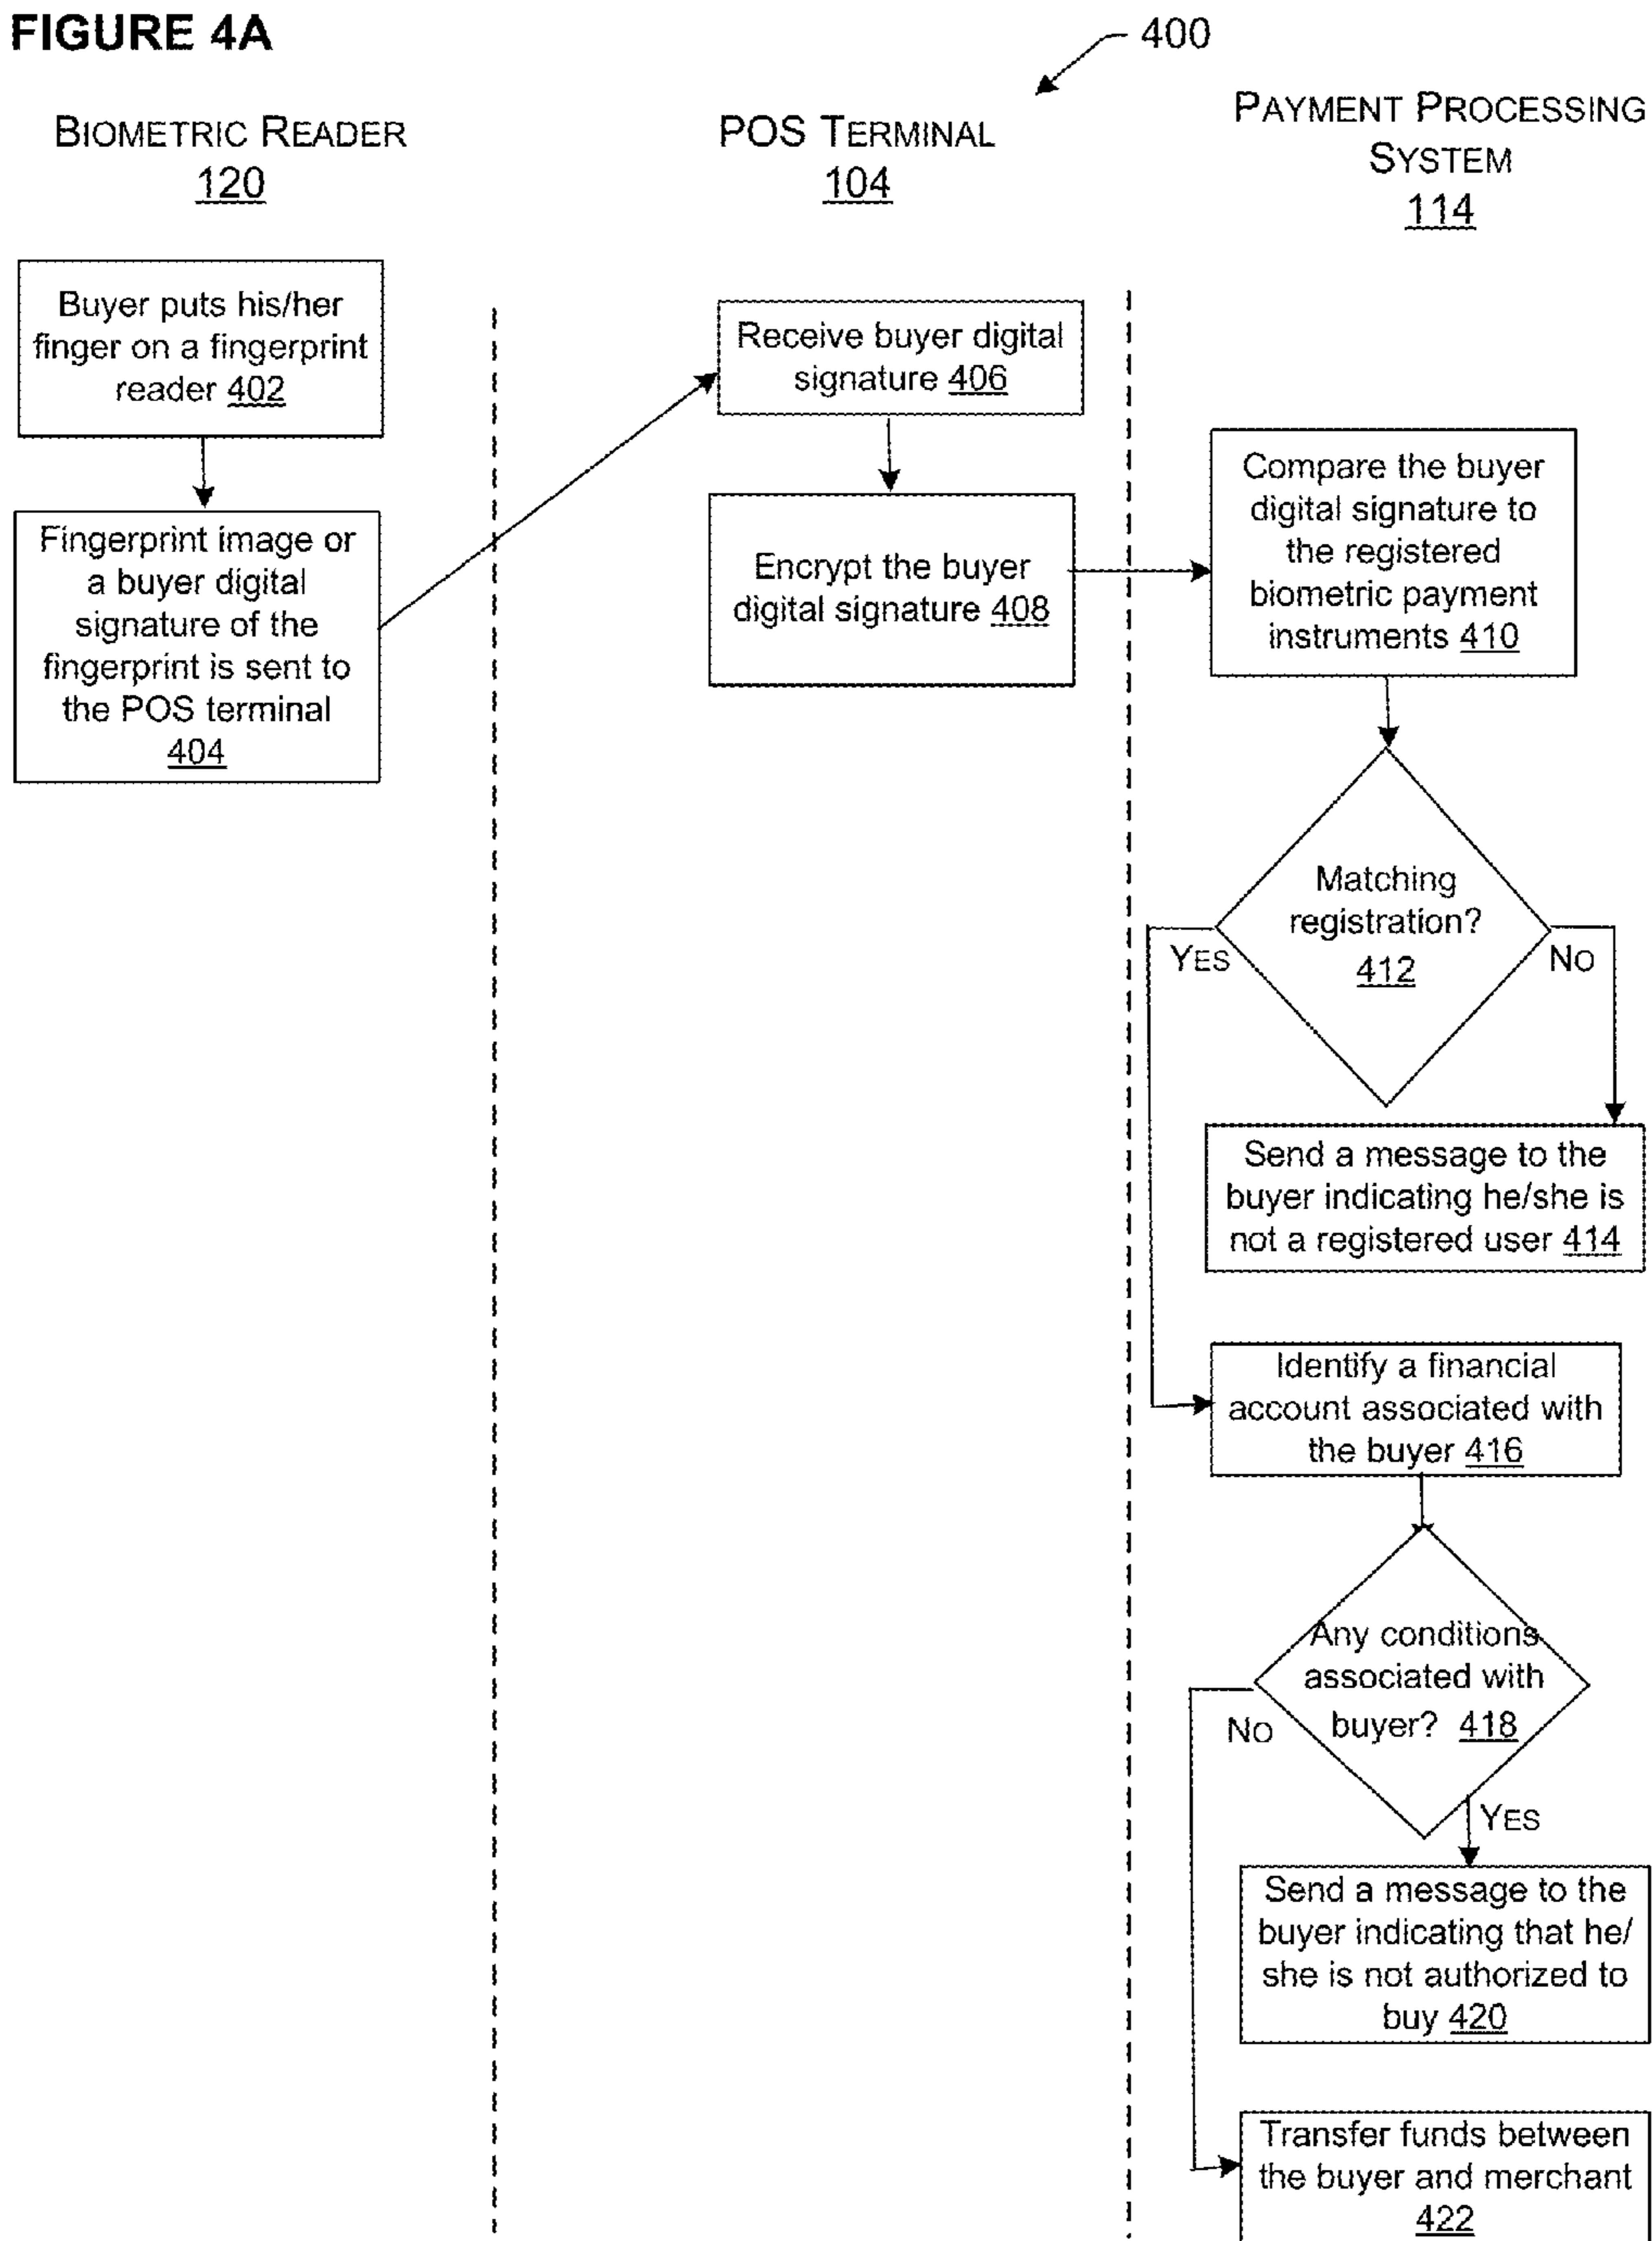 FIGURE 4A
400
BIOMETRIC READER
120
POS TERMINAL
104
PAYMENT PROCESSING
SYSTEM
114
Buyer puts his/her
finger on a fingerprint
reader 402
Fingerprint image or
a buyer digital
signature of the
fingerprint is sent to
the POS terminal
404
Receive buyer digital
signature 406
Encrypt the buyer
digital signature 408
Compare the buyer
digital signature to
the registered
biometric payment
instruments 410
Matching
registration?
412
YES
NO
Send a message to the
buyer indicating he/she is
not a registered user 414
Identify a financial
account associated with
the buyer 416
Any conditions
associated with
buyer? 418
NO
YES
Send a message to the
buyer indicating that he/
she is not authorized to
buy 420
Transfer funds between
the buyer and merchant
422